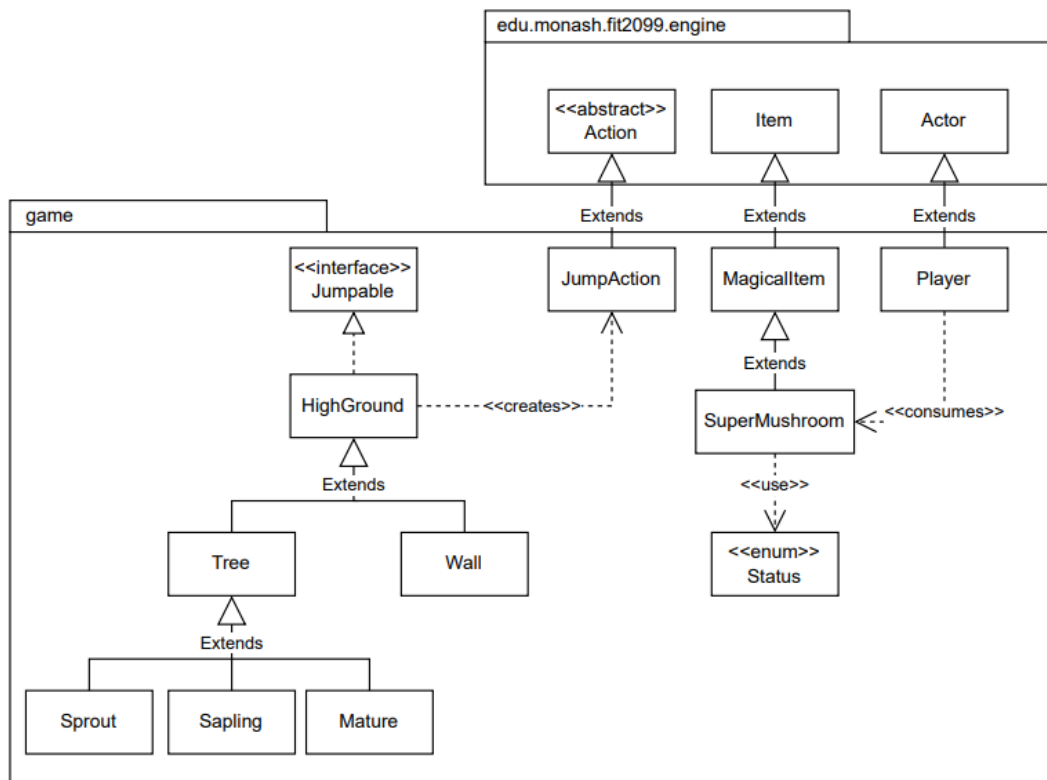 edu.monash.fit2099.engine
<<abstract>>
Action
Item
Actor
Extends
Extends
Extends
game
<<interface>>
Jumpable
JumpAction
MagicalItem
Player
HighGround
<<creates>>
Extends
SuperMushroom
<<consumes>>
Extends
<<use>>
Tree
Wall
<<enum>>
Status
Extends
Sprout
Sapling
Mature